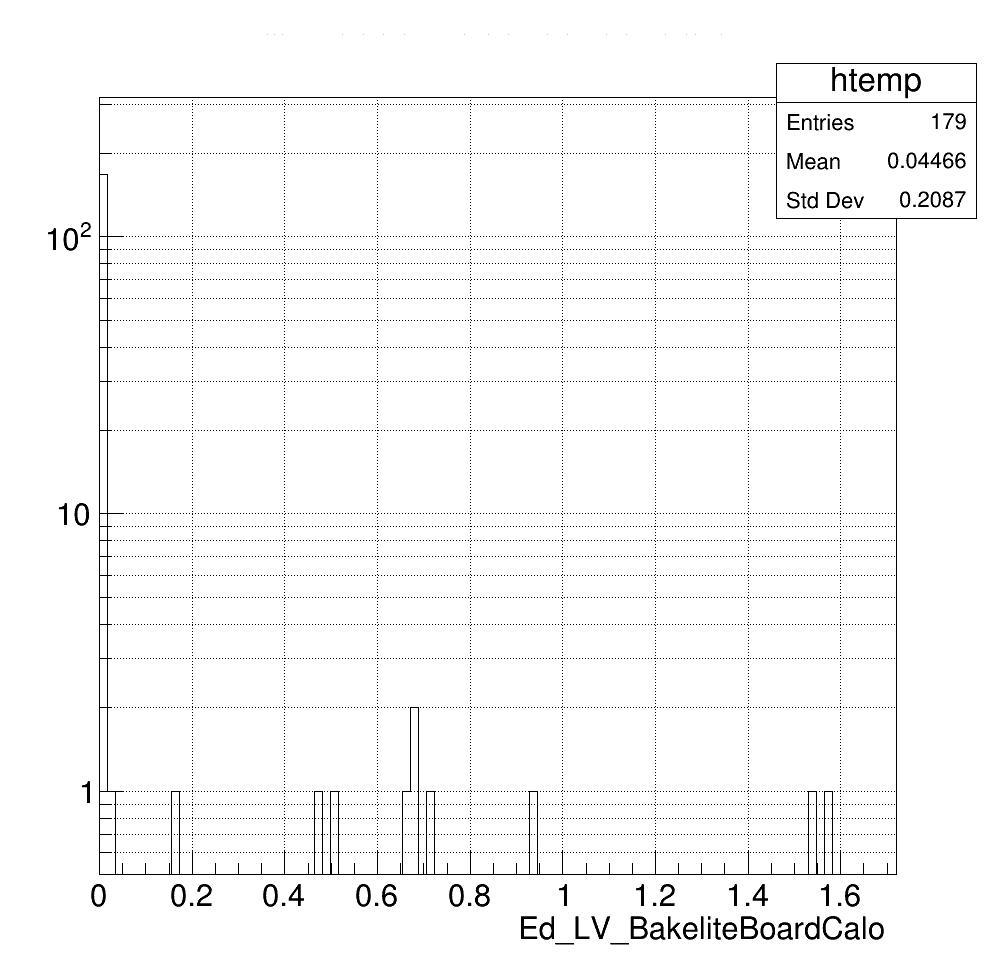 htemp
Entries 179
Mean 0.04466
Std Dev 0.2087
10²
10
1
0 0.2 0.4 0.6 0.8 1 1.2 1.4 1.6
Ed_LV_BakeliteBoardCalo